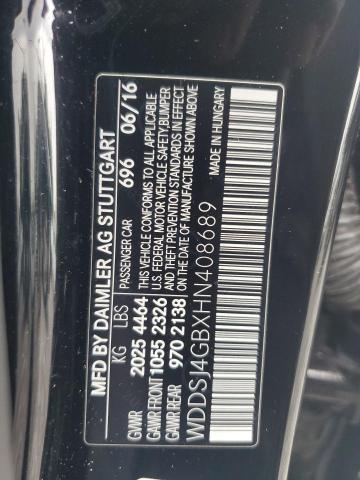 MFD BY DAIMLER AG STUTTGART
KG LBS PASSENGER CAR 696 06/16
GVWR 2025 4464 THIS VEHICLE CONFORMS TO ALL APPLICABLE
GAWR FRONT 1055 2326 U.S. FEDERAL MOTOR VEHICLE SAFETY, BUMPER
GAWR REAR 970 2138 AND THEFT PREVENTION STANDARDS IN EFFECT
ON THE DATE OF MANUFACTURE SHOWN ABOVE
WDDSJ4GBXHN408689 MADE IN HUNGARY